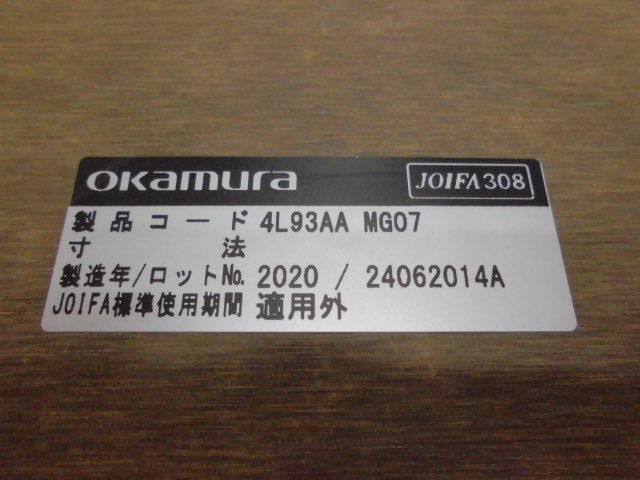 okamura JOIFA308
製品コード 4L93AA MG07
寸法
製造年/ロットNo. 2020 / 24062014A
JOIFA標準使用期間 適用外